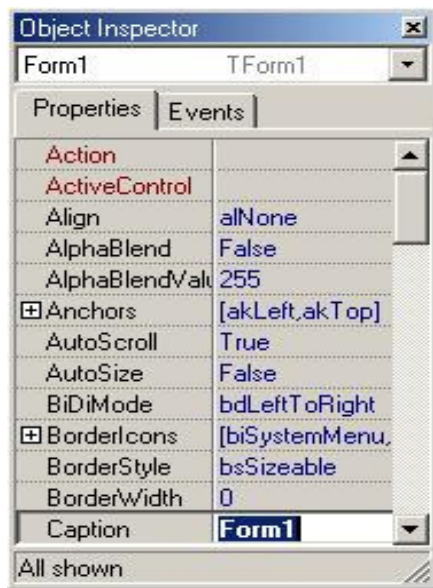 Object Inspector
Form1 TForm1
Properties Events
Action
ActiveControl
Align alNone
AlphaBlend False
AlphaBlendValu 255
Anchors [akLeft,akTop]
AutoScroll True
AutoSize False
BiDiMode bdLeftToRight
BorderIcons [biSystemMenu,
BorderStyle bsSizeable
BorderWidth 0
Caption Form1
All shown